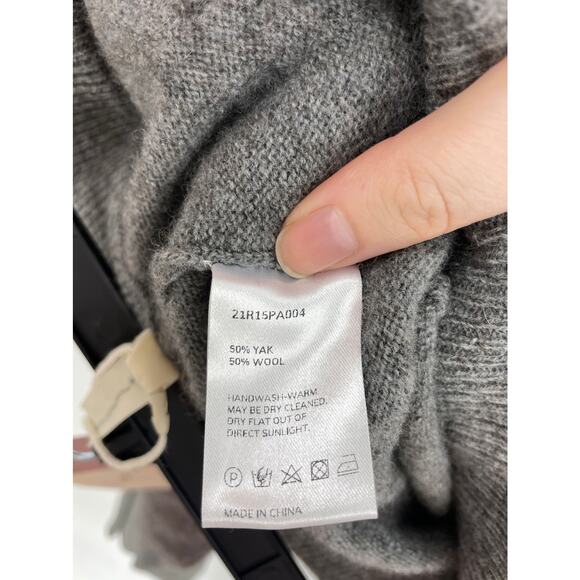 21R15PA004
50% YAK
50% WOOL
HANDWASH-WARM
MAY BE DRY CLEANED.
DRY FLAT OUT OF
DIRECT SUNLIGHT.
P
MADE IN CHINA